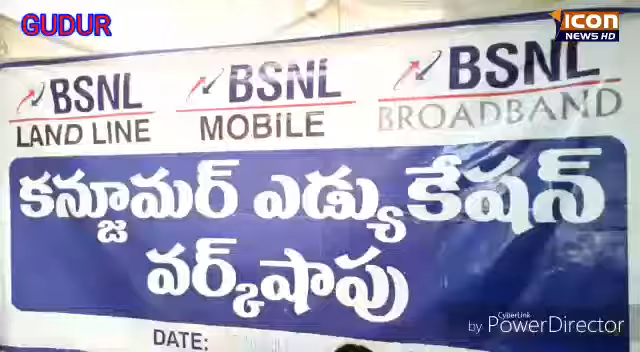 GUDUR
icon
NEWS HD
BSNL BSNL BSNL
LAND LINE MOBILE BROADBAND
కన్జూమర్ ఎడ్యుకేషన్
వర్క్‌షాపు
DATE:
CyberLink
by PowerDirector